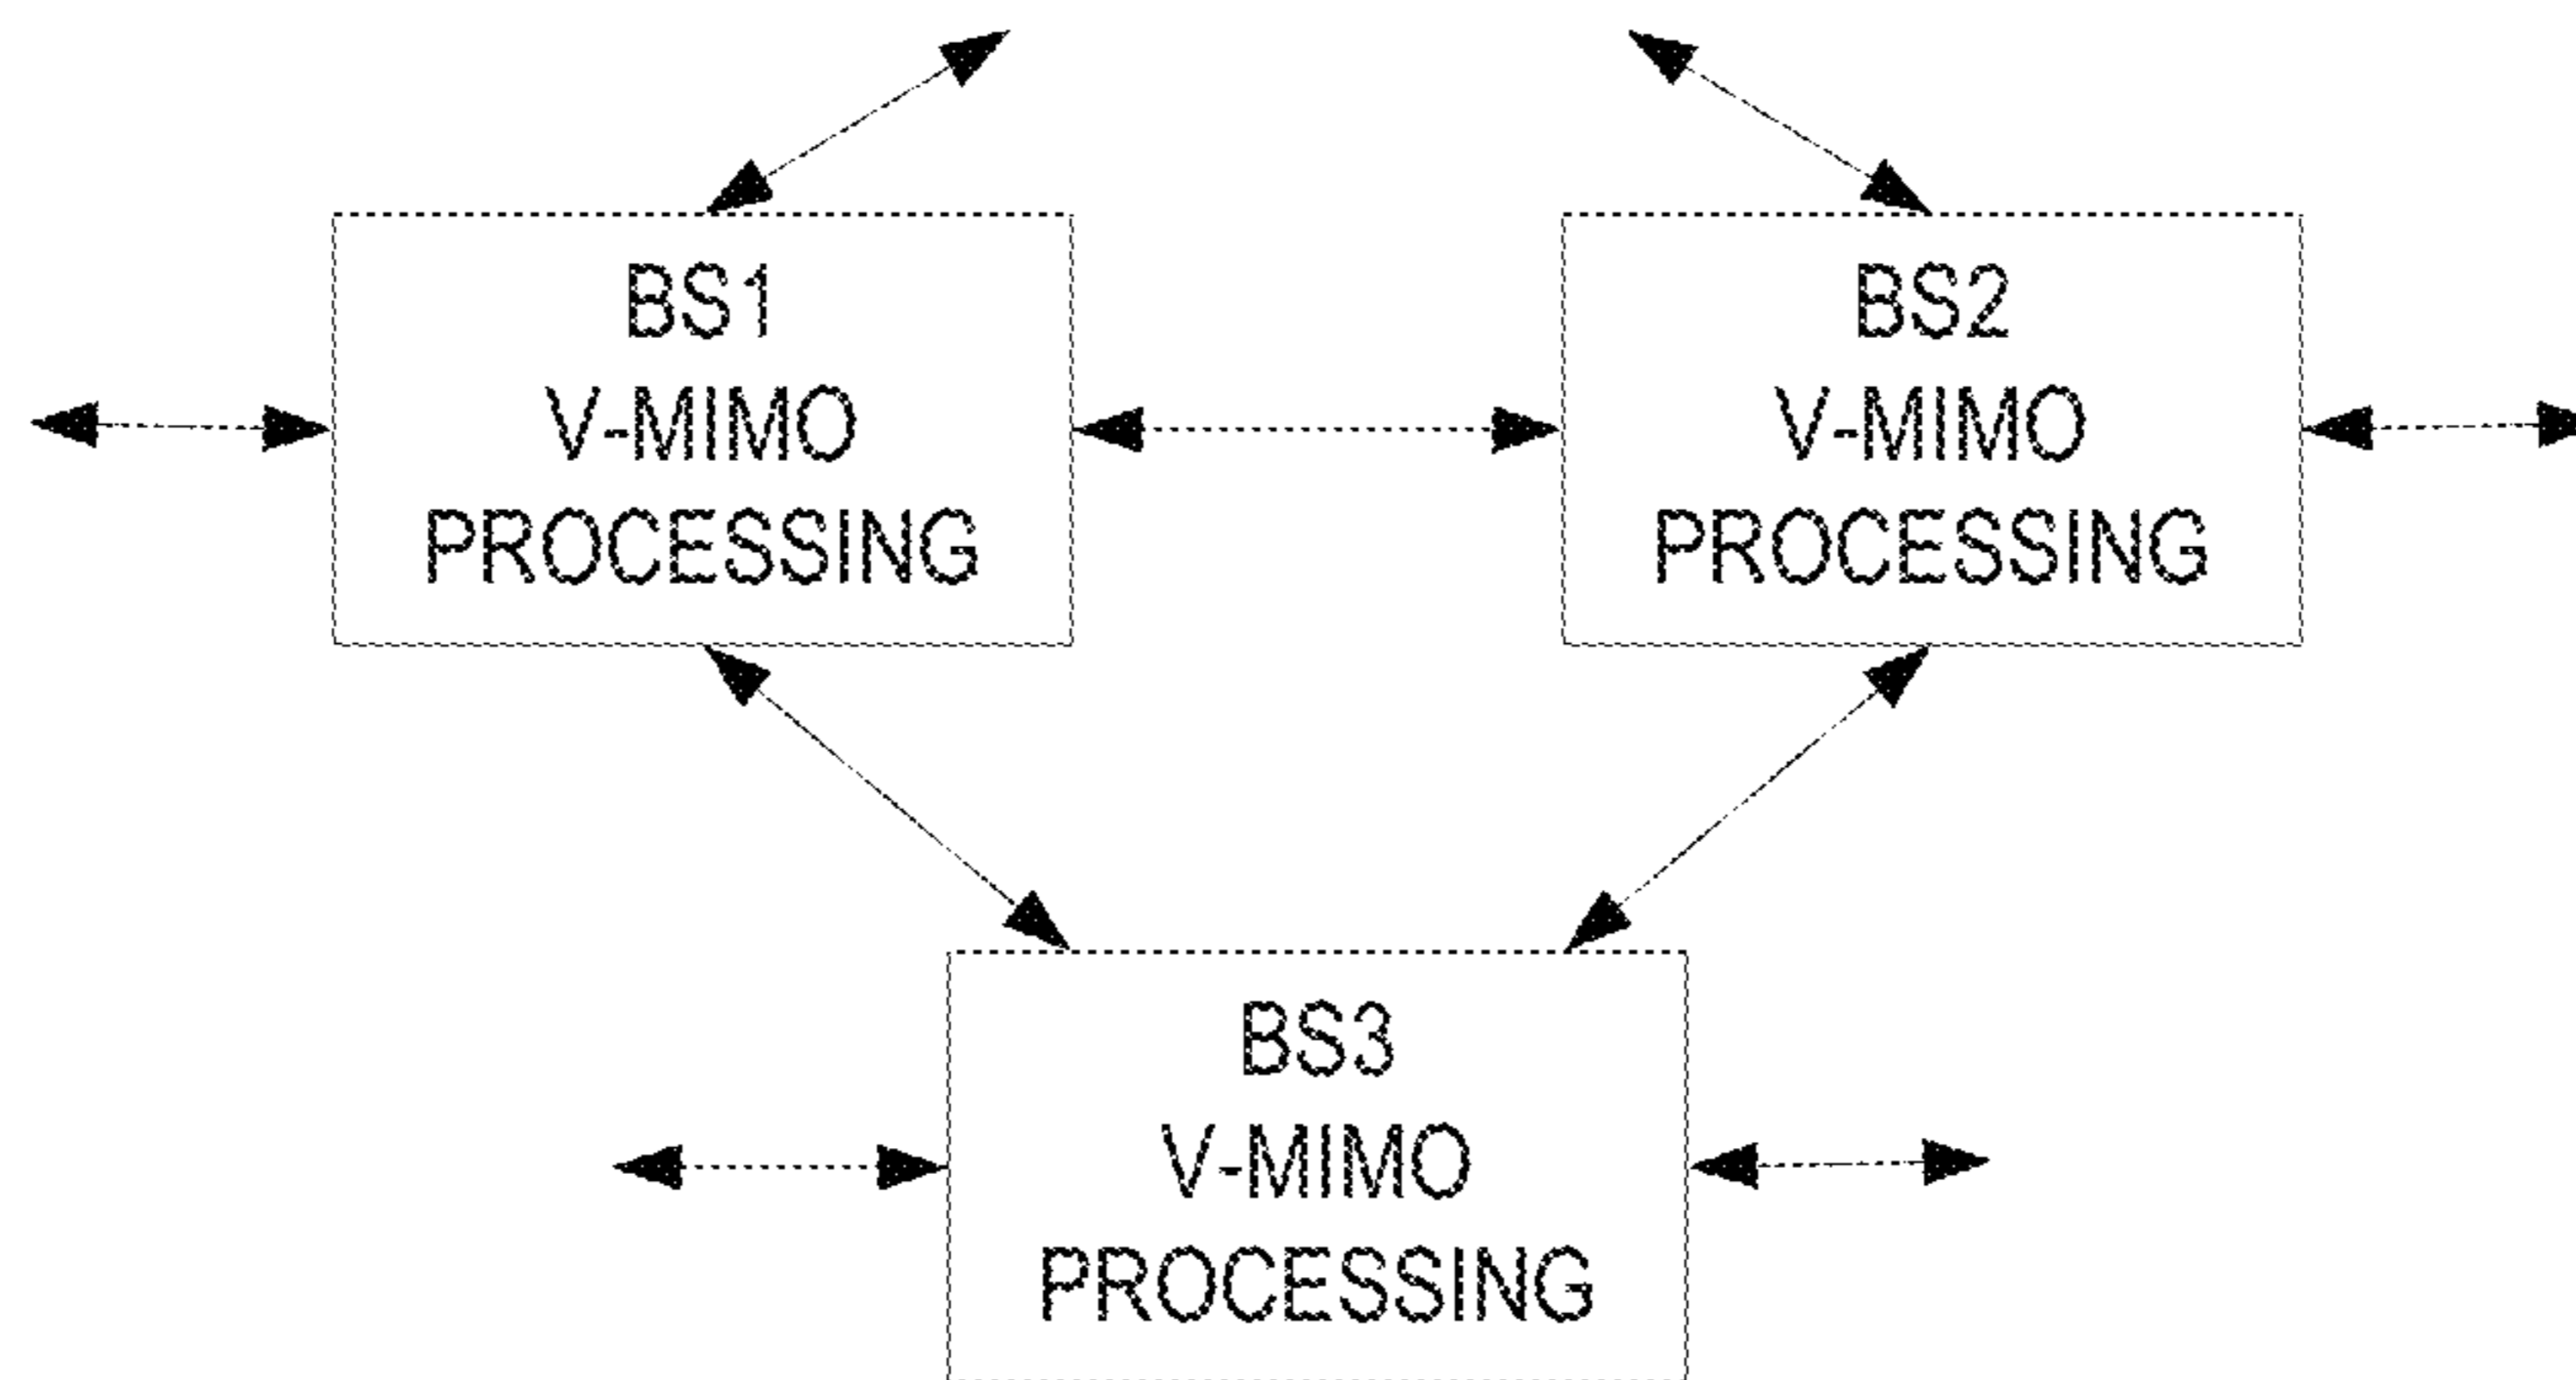 BS1
V-MIMO
PROCESSING
BS2
V-MIMO
PROCESSING
BS3
V-MIMO
PROCESSING